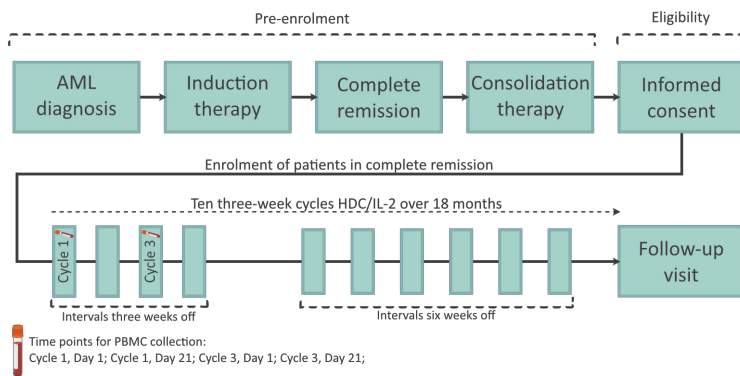 Pre-enrolment
Eligibility
AML
diagnosis
Induction
therapy
Complete
remission
Consolidation
therapy
Informed
consent
Enrolment of patients in complete remission
Ten three-week cycles HDC/IL-2 over 18 months
Cycle 1
Cycle 3
Follow-up
visit
Intervals three weeks off
Intervals six weeks off
Time points for PBMC collection:
Cycle 1, Day 1; Cycle 1, Day 21; Cycle 3, Day 1; Cycle 3, Day 21;